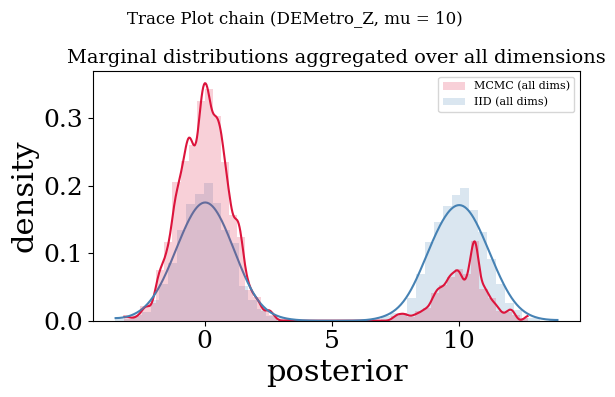 Trace Plot chain (DEMetro_Z, mu = 10)
Marginal distributions aggregated over all dimensions
MCMC (all dims)
IID (all dims)
density
0.3
0.2
0.1
0.0
0 5 10
posterior